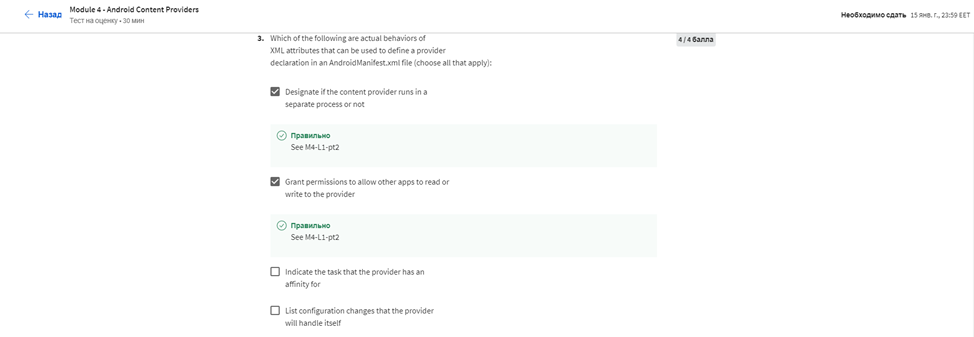 Назад
Module 4 - Android Content Providers
Тест на оценку • 30 мин
Необходимо сдать 15 янв. г., 23:59 EET
3. Which of the following are actual behaviors of
XML attributes that can be used to define a provider
declaration in an AndroidManifest.xml file (choose all that apply):
4 / 4 балла
Designate if the content provider runs in a
separate process or not
Правильно
See M4-L1-pt2
Grant permissions to allow other apps to read or
write to the provider
Правильно
See M4-L1-pt2
Indicate the task that the provider has an
affinity for
List configuration changes that the provider
will handle itself